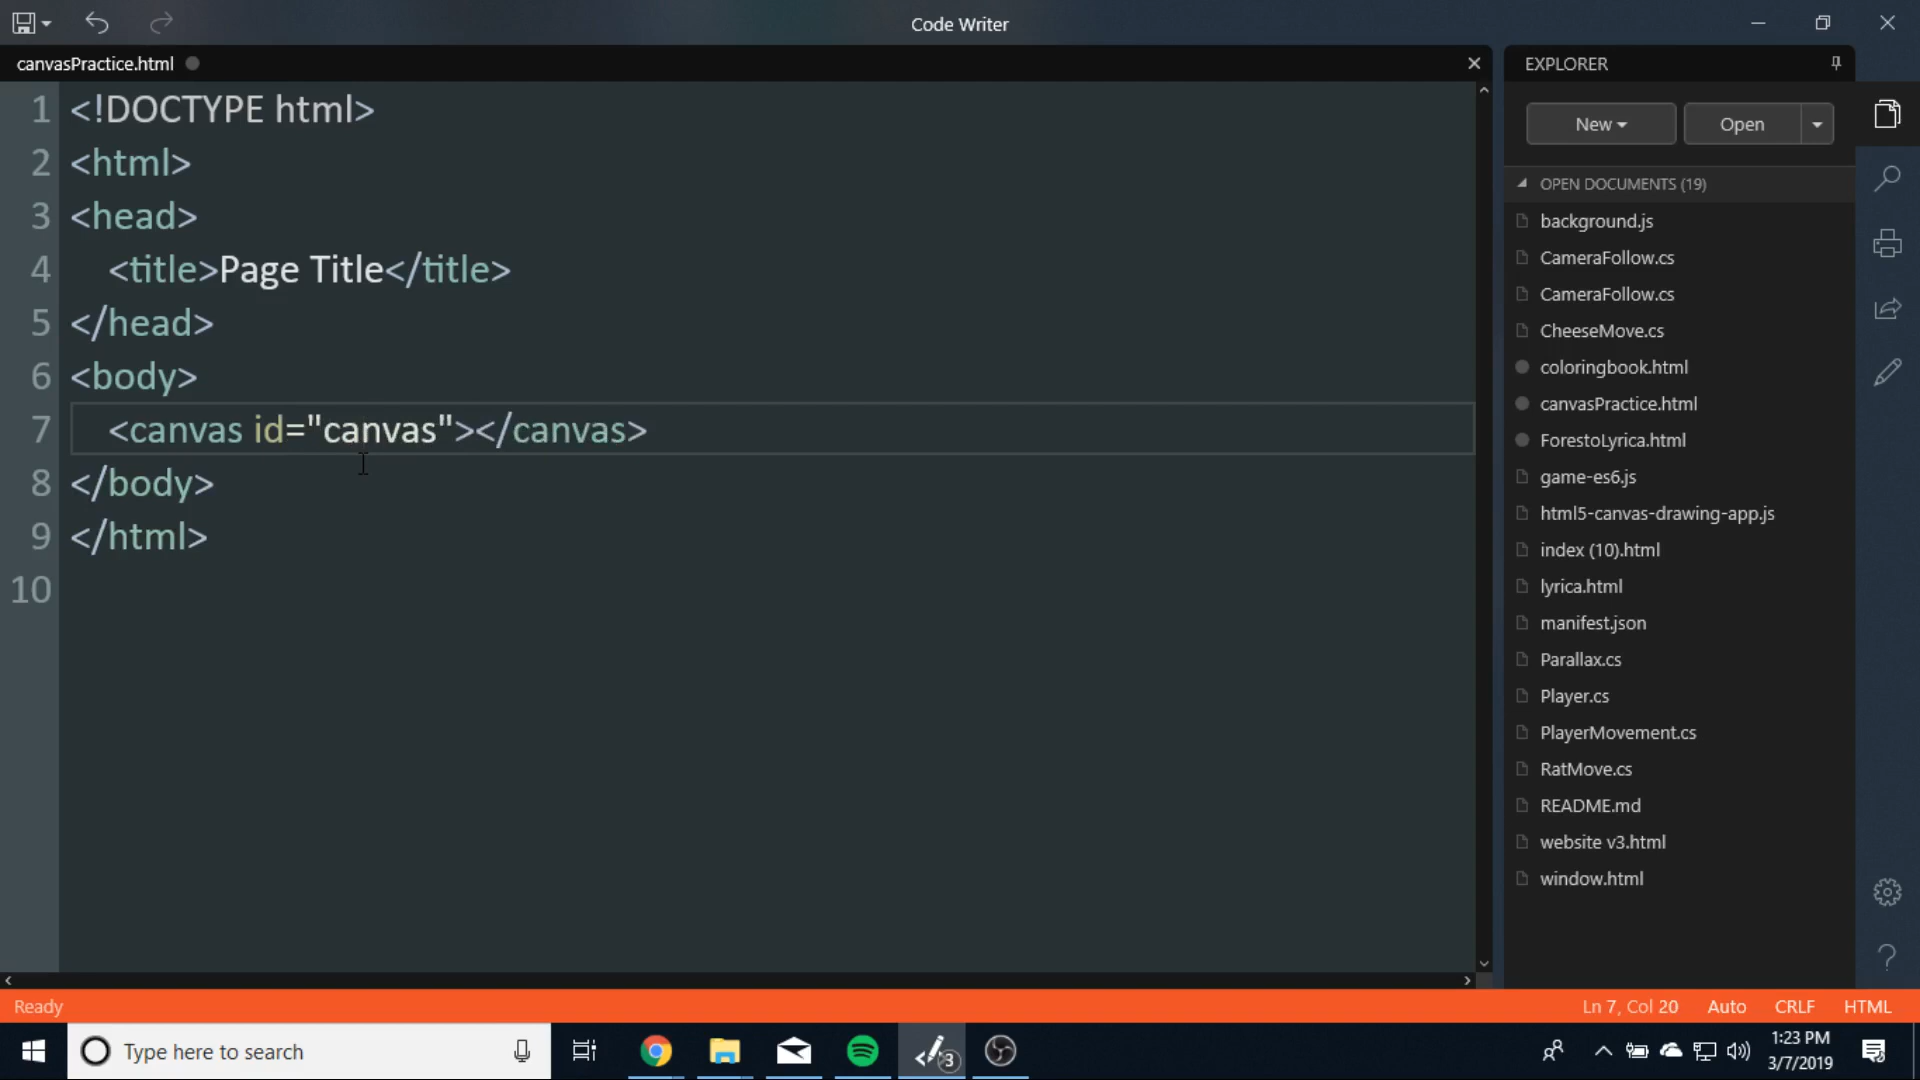 Code Writer
canvasPractice.html
1 <!DOCTYPE html>
2 <html>
3 <head>
4 <title>Page Title</title>
5 </head>
6 <body>
7 <canvas id="canvas"></canvas>
8 </body>
9 </html>
10
EXPLORER
New
Open
OPEN DOCUMENTS (19)
background.js
CameraFollow.cs
CameraFollow.cs
CheeseMove.cs
coloringbook.html
canvasPractice.html
ForestoLyrica.html
game-es6.js
html5-canvas-drawing-app.js
index (10).html
lyrica.html
manifest.json
Parallax.cs
Player.cs
PlayerMovement.cs
RatMove.cs
README.md
website v3.html
window.html
Ready
Ln 7, Col 20
Auto
CRLF
HTML
Type here to search
3
1:23 PM
3/7/2019